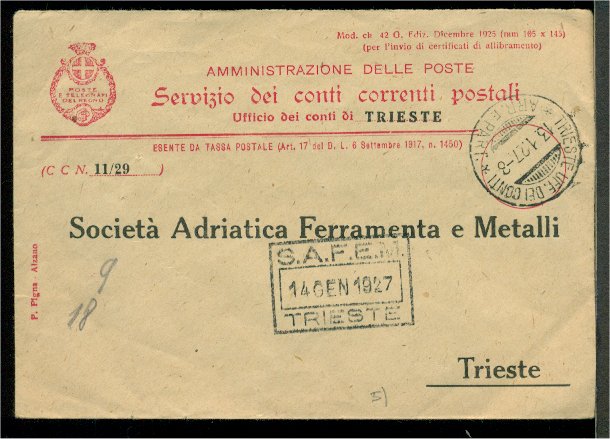 Mod. ch 42 G. Ediz. Dicembre 1925 (mm 105 x 145)
(per l'invio di certificati di allibramento)
POSTE
E TELEGRAFI
DEL REGNO
AMMINISTRAZIONE DELLE POSTE
Servizio dei conti correnti postali
Ufficio dei conti di TRIESTE
ESENTE DA TASSA POSTALE (Art. 17 del D. L. 6 Settembre 1917, n. 1450)
(C C N. 11/29 )
TRIESTE UFF. DEI CONTI
13.1.27-8
Società Adriatica Ferramenta e Metalli
S.A.F.E.M.
14 GEN 1927
TRIESTE
P. Pigna - Alzano
9
18
Trieste
5)